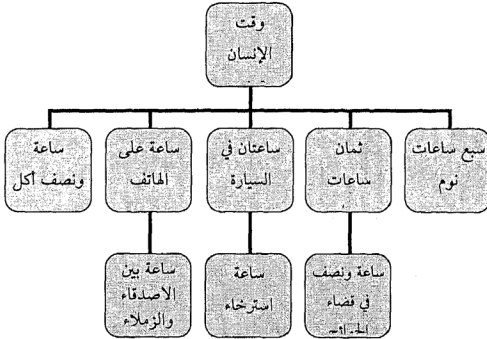 وقت
الإنسان
سبع ساعات
نوم
ثمان
ساعات
ساعتان في
السيارة
ساعة على
الهاتف
ساعة
ونصف أكل
ساعة ونصف
في قضاء
ساعة
استرخاء
ساعة بين
الاصدقاء
والزملاء